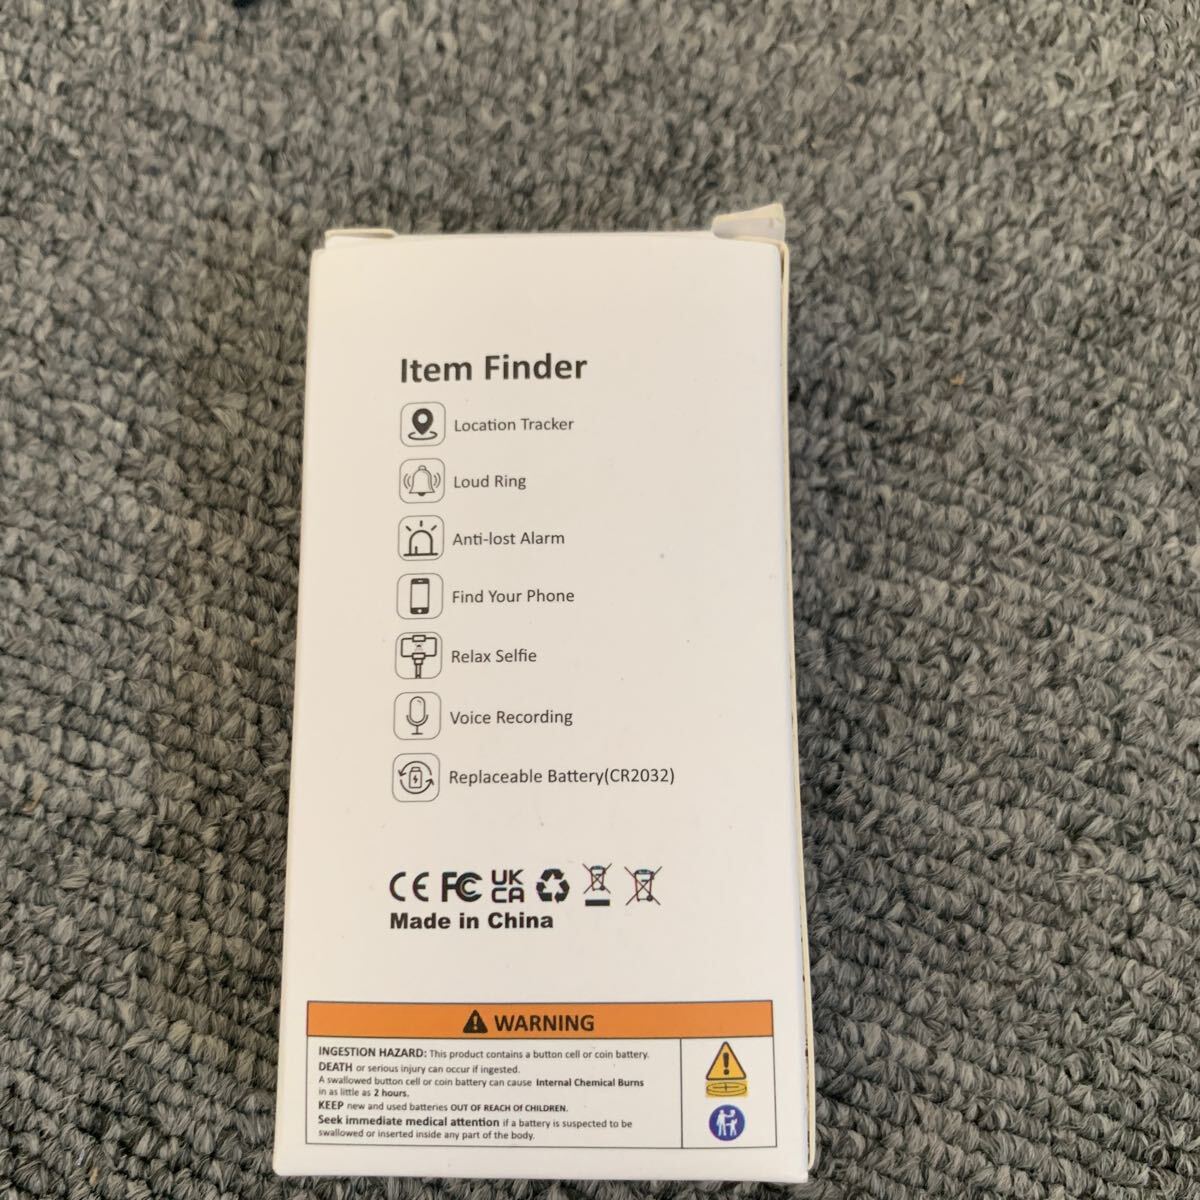 Item Finder
Location Tracker
Loud Ring
Anti-lost Alarm
Find Your Phone
Relax Selfie
Voice Recording
Replaceable Battery(CR2032)
CE FC UK
CA
Made in China
WARNING
INGESTION HAZARD: This product contains a button cell or coin battery.
DEATH or serious injury can occur if ingested.
A swallowed button cell or coin battery can cause Internal Chemical Burns
in as little as 2 hours.
KEEP new and used batteries OUT OF REACH Of CHILDREN.
Seek immediate medical attention if a battery is suspected to be
swallowed or inserted inside any part of the body.